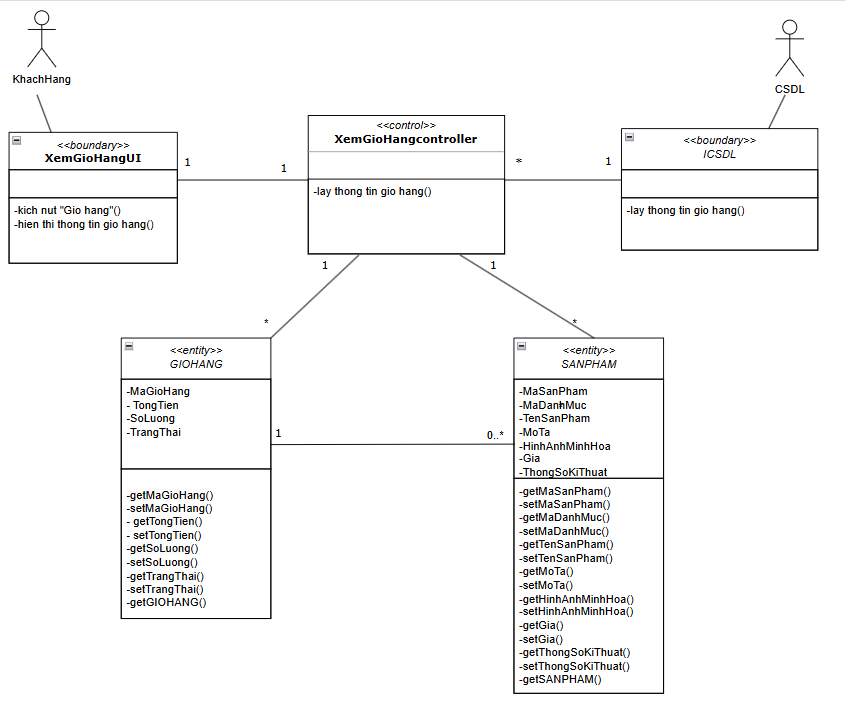 KhachHang
CSDL
<<boundary>>
XemGioHangUI
-kich nut "Gio hang"()
-hien thi thong tin gio hang()
1
1
<<control>>
XemGioHangcontroller
-lay thong tin gio hang()
*
1
<<boundary>>
ICSDL
-lay thong tin gio hang()
1
*
1
*
<<entity>>
GIOHANG
-MaGioHang
- TongTien
-SoLuong
-TrangThai
-getMaGioHang()
-setMaGioHang()
- getTongTien()
- setTongTien()
-getSoLuong()
-setSoLuong()
-getTrangThai()
-setTrangThai()
-getGIOHANG()
1
0..*
<<entity>>
SANPHAM
-MaSanPham
-MaDanhMuc
-TenSanPham
-MoTa
-HinhAnhMinhHoa
-Gia
-ThongSoKiThuat
-getMaSanPham()
-setMaSanPham()
-getMaDanhMuc()
-setMaDanhMuc()
-getTenSanPham()
-setTenSanPham()
-getMoTa()
-setMoTa()
-getHinhAnhMinhHoa()
-setHinhAnhMinhHoa()
-getGia()
-setGia()
-getThongSoKiThuat()
-setThongSoKiThuat()
-getSANPHAM()